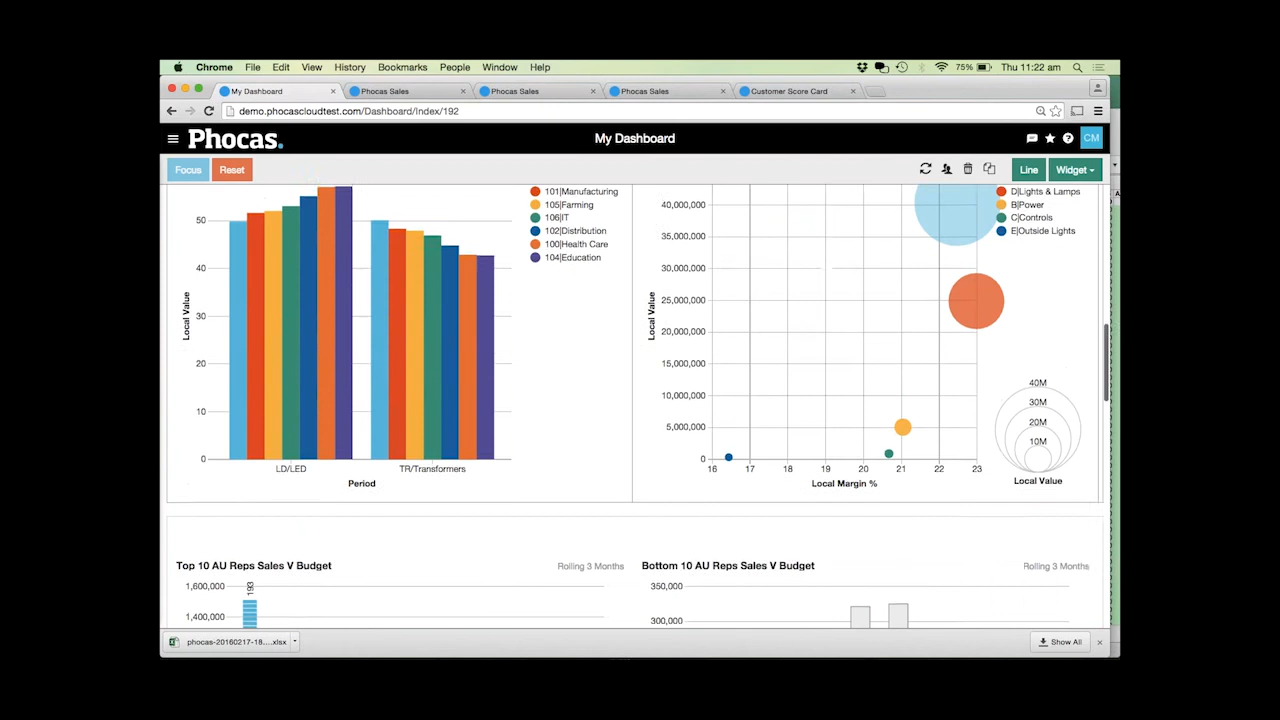 Chrome File Edit View History Bookmarks People Window Help 75% Thu 11:22 am
My Dashboard Phocas Sales Phocas Sales Phocas Sales Customer Score Card
demo.phocascloudtest.com/Dashboard/Index/192
Phocas. My Dashboard CM
Focus Reset Line Widget
50
40
30
20
10
0
Local Value
LD/LED TR/Transformers
Period
101|Manufacturing
105|Farming
106|IT
102|Distribution
100|Health Care
104|Education
40,000,000
35,000,000
30,000,000
25,000,000
20,000,000
15,000,000
10,000,000
5,000,000
0
Local Value
16 17 18 19 20 21 22 23
Local Margin %
D|Lights & Lamps
B|Power
C|Controls
E|Outside Lights
40M
30M
20M
10M
Local Value
Top 10 AU Reps Sales V Budget Rolling 3 Months
1,600,000
193
1,400,000
Bottom 10 AU Reps Sales V Budget Rolling 3 Months
350,000
300,000
phocas-20160217-18....xlsx Show All